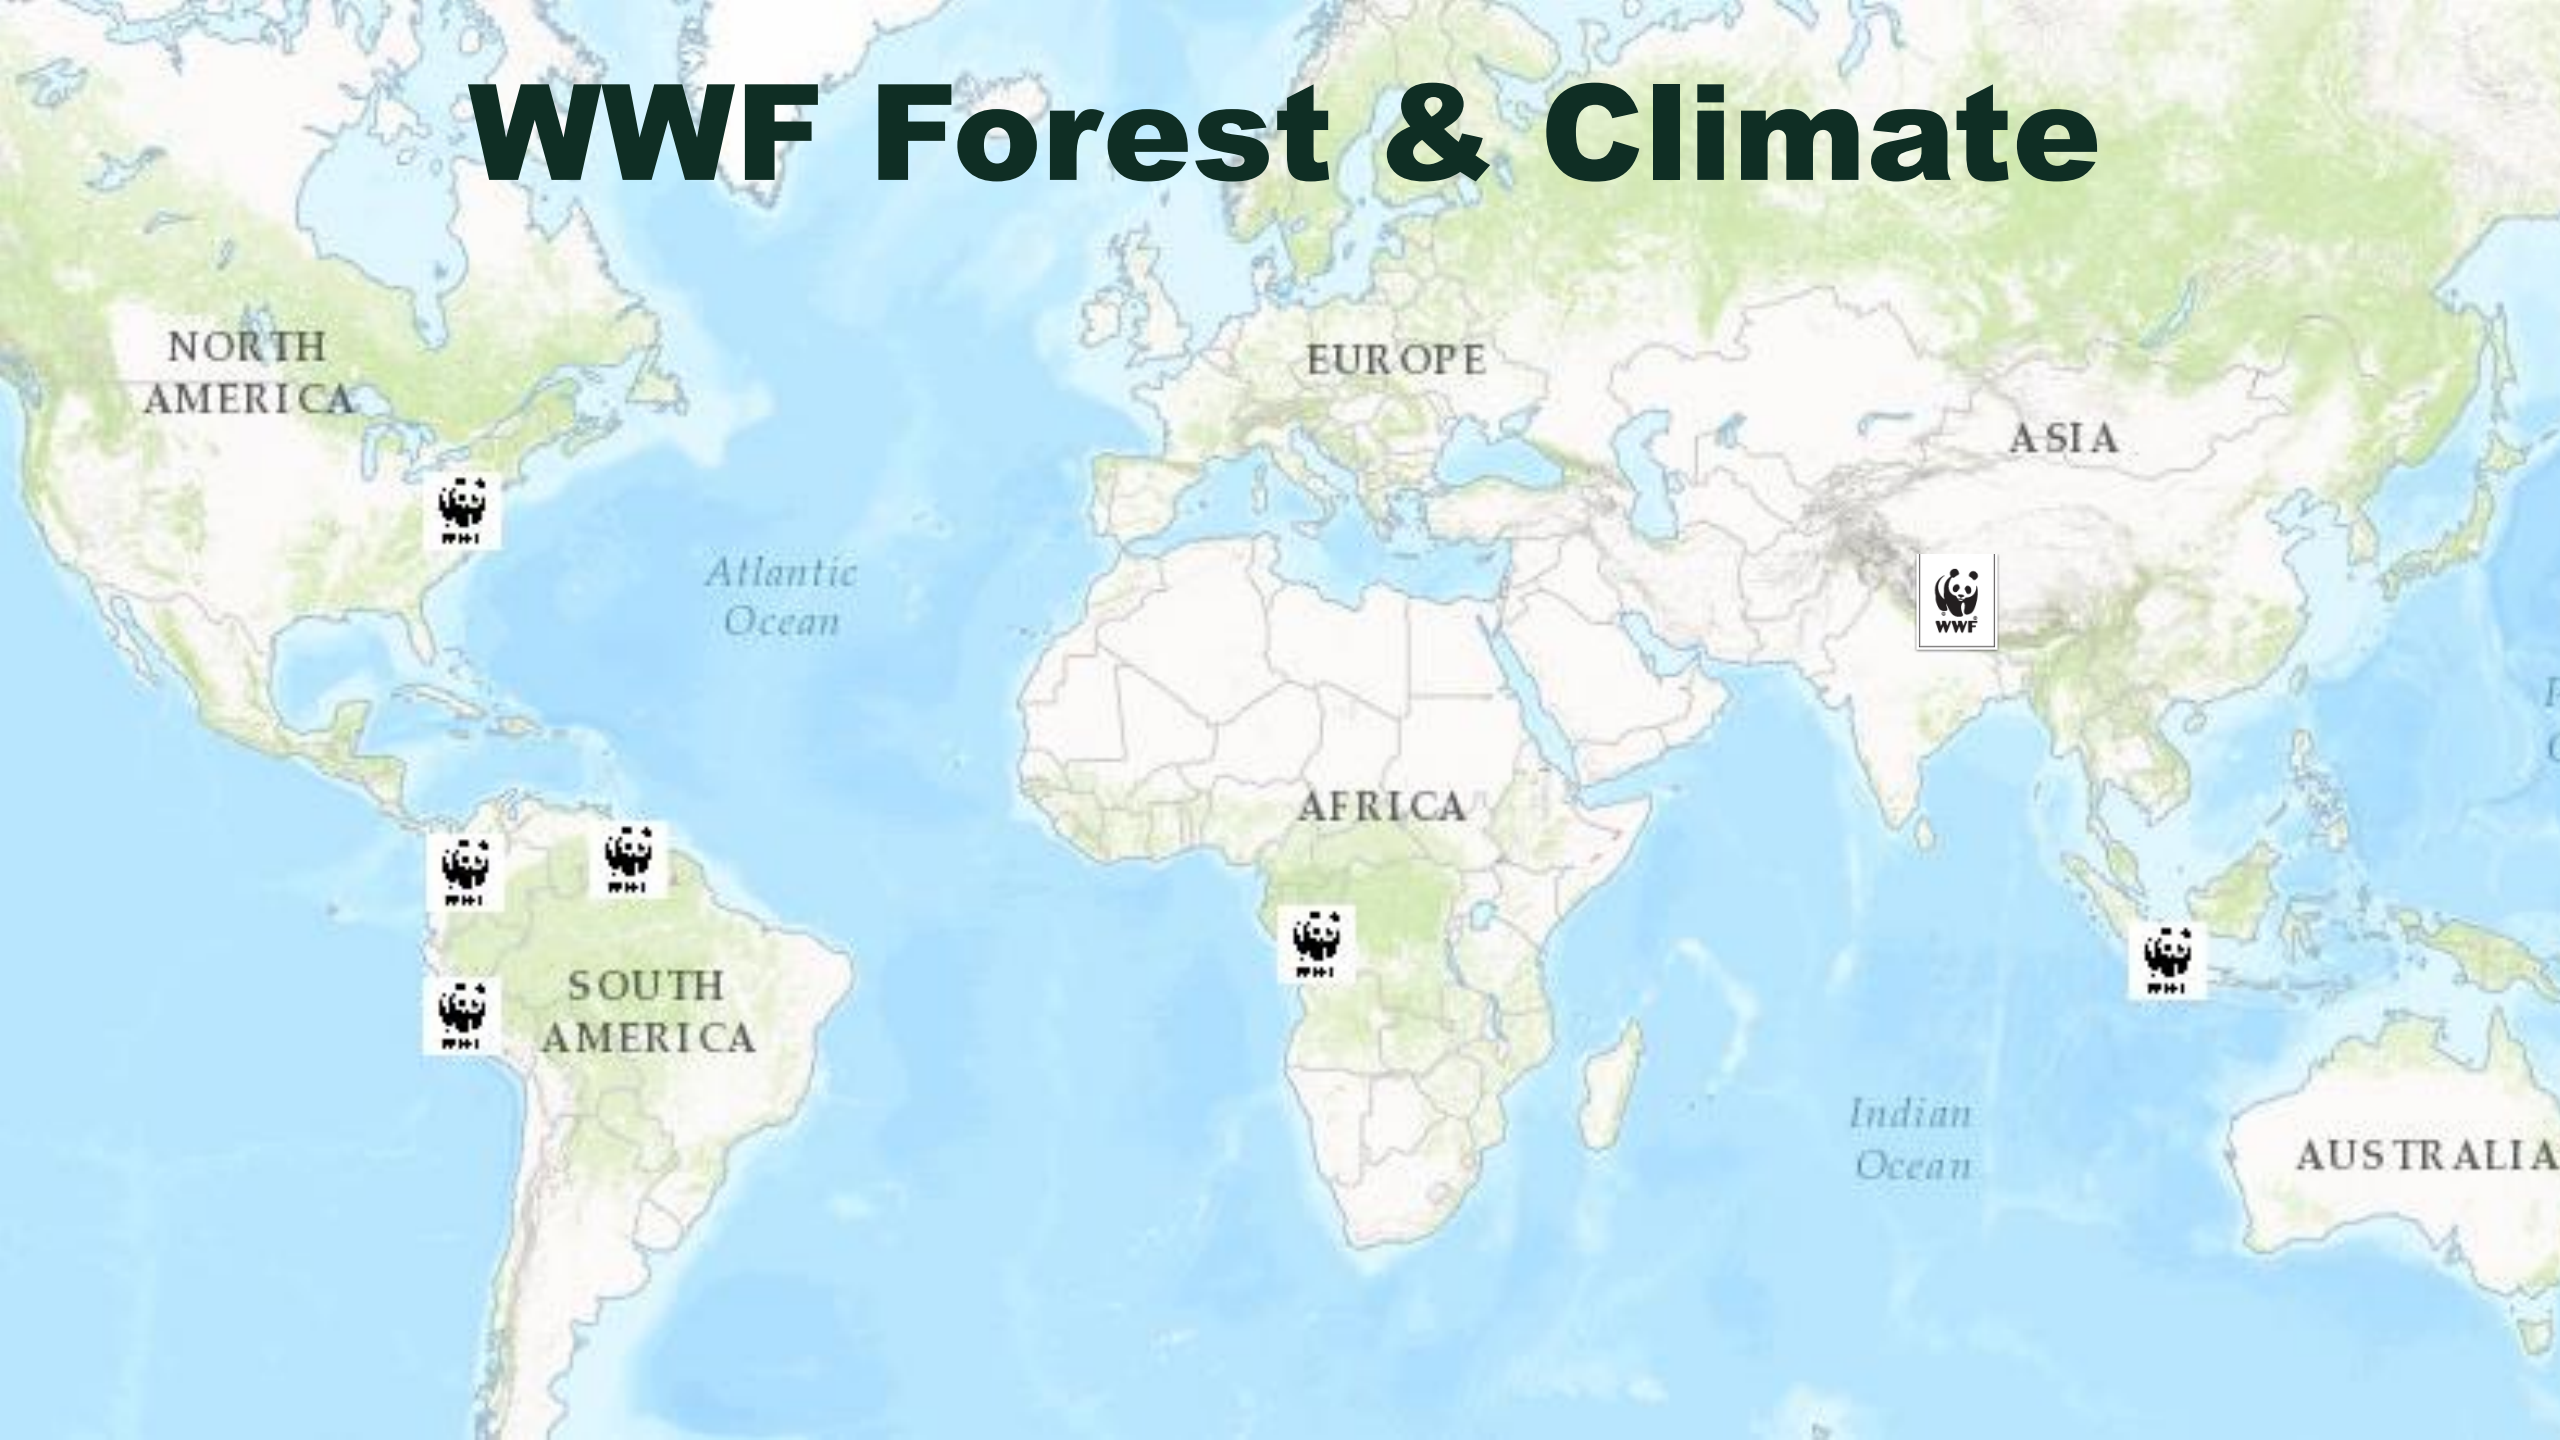 WWF Forest & Climate
NORTH
AMERICA
EUROPE
ASIA
Atlantic
Ocean
WWF
AFRICA
SOUTH
AMERICA
Indian
Ocean
AUSTRALIA